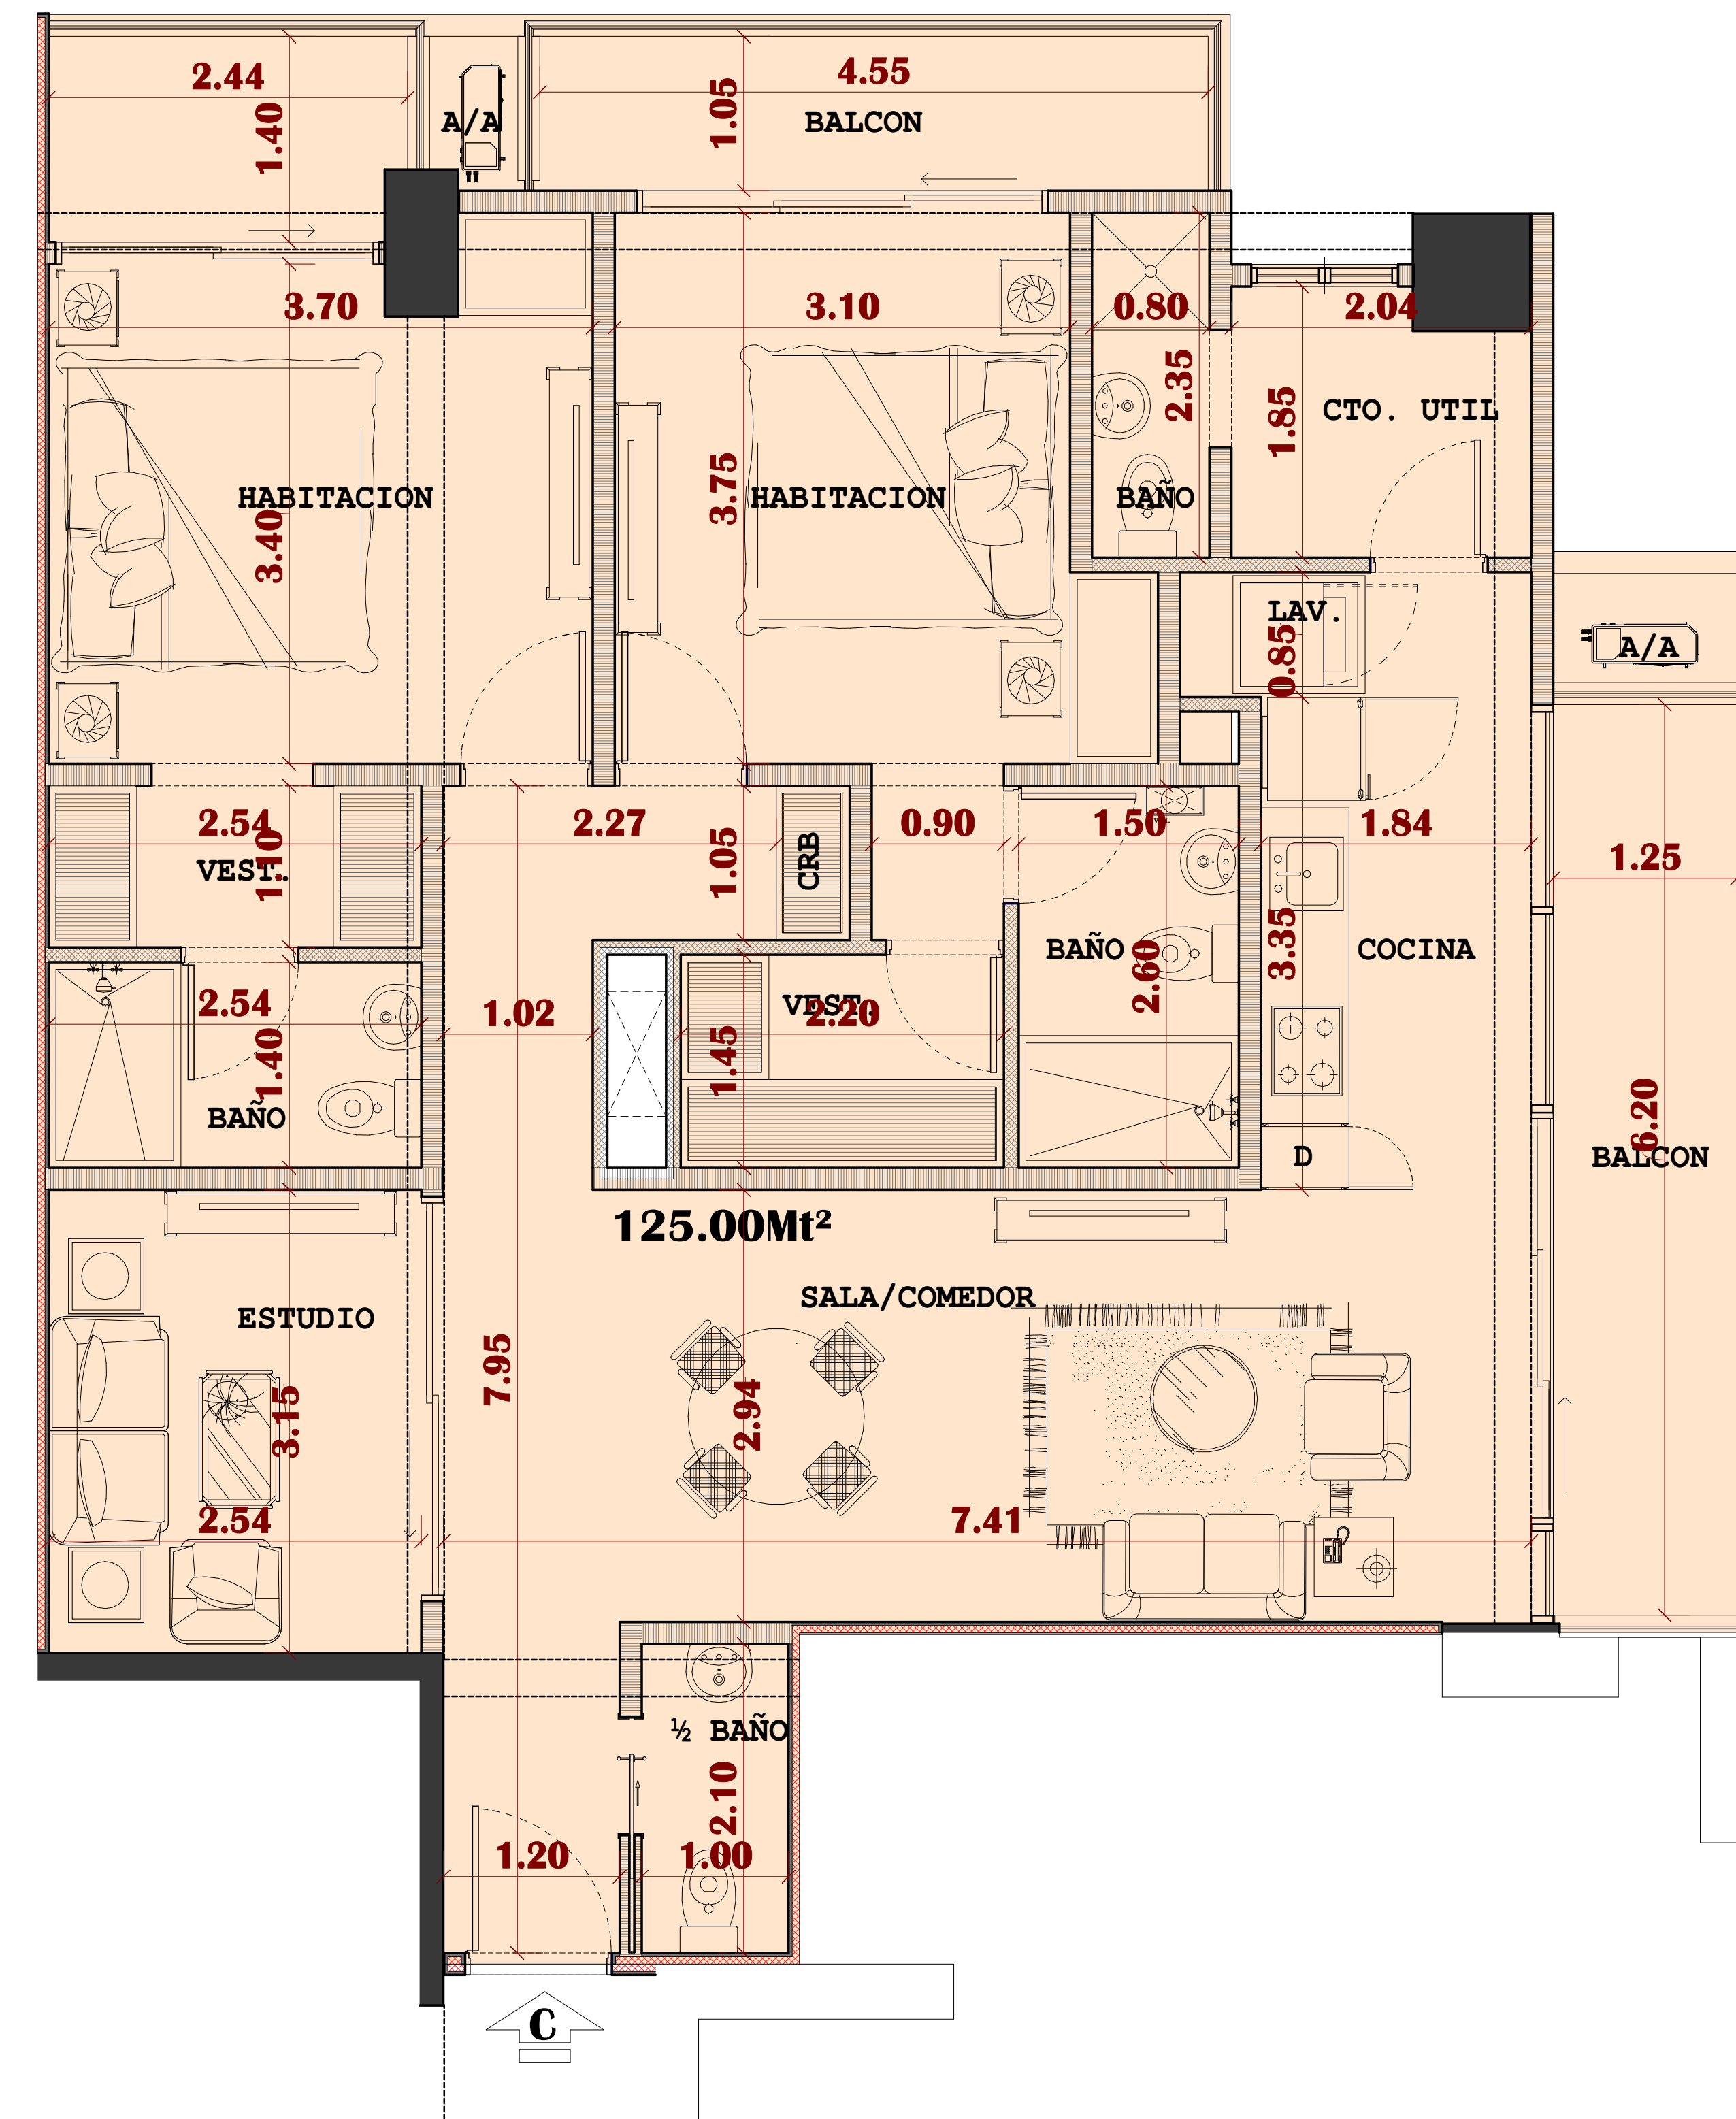 2.44
4.55
1.40
A/A
1.05
BALCON
3.70
3.10
0.80
2.04
2.35
1.85
CTO. UTIL
HABITACION
3.40
3.75
HABITACION
BAÑO
LAV.
0.85
A/A
2.54
2.27
0.90
1.50
1.84
1.25
VEST.
1.10
CRB
1.05
BAÑO
2.60
3.35
COCINA
2.54
1.02
VEST.
2.20
1.40
1.45
BAÑO
D
6.20
BALCON
125.00Mt²
SALA/COMEDOR
ESTUDIO
7.95
3.15
2.94
2.54
7.41
½ BAÑO
2.10
1.20
1.00
C